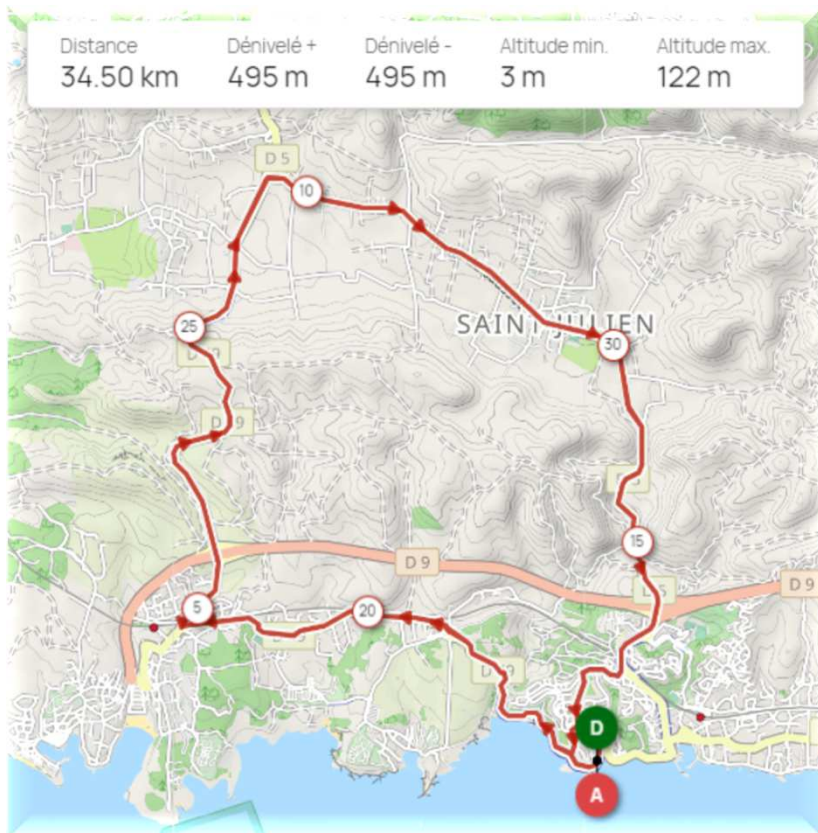 Distance Dénivelé + Dénivelé - Altitude min. Altitude max.
34.50 km 495 m 495 m 3 m 122 m
D 5
10
25
SAINT-JULIEN
30
15
D 9
D 9
5
20
D
A